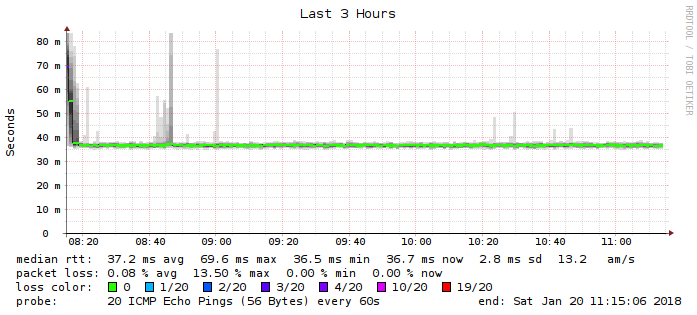 Last 3 Hours
RRDTOOL / TOBI OETIKER
Seconds
80 m
70 m
60 m
50 m
40 m
30 m
20 m
10 m
0
08:20 08:40 09:00 09:20 09:40 10:00 10:20 10:40 11:00
median rtt: 37.2 ms avg 69.6 ms max 36.5 ms min 36.7 ms now 2.8 ms sd 13.2 am/s
packet loss: 0.08 % avg 13.50 % max 0.00 % min 0.00 % now
loss color: 0 1/20 2/20 3/20 4/20 10/20 19/20
probe: 20 ICMP Echo Pings (56 Bytes) every 60s end: Sat Jan 20 11:15:06 2018